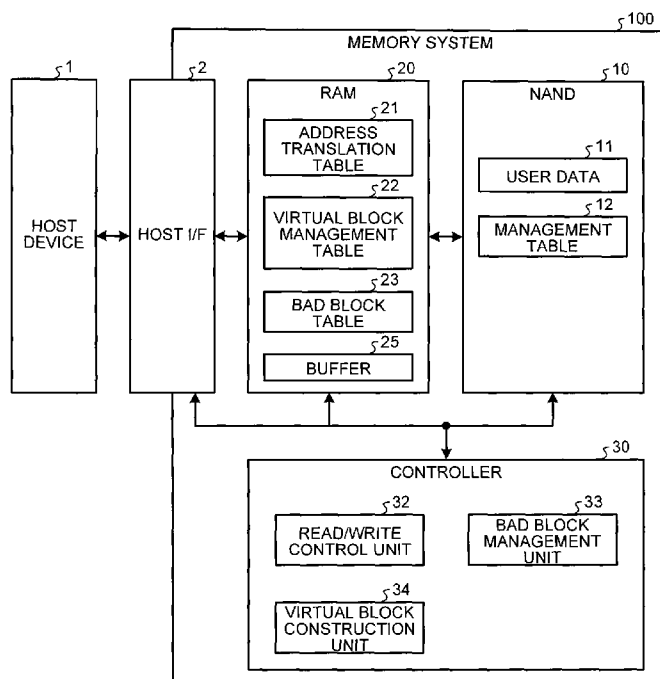 100
MEMORY SYSTEM
1
2
20
10
RAM
NAND
21
ADDRESS
TRANSLATION
TABLE
11
USER DATA
22
VIRTUAL BLOCK
MANAGEMENT TABLE
12
MANAGEMENT
TABLE
HOST
DEVICE
HOST I/F
23
BAD BLOCK
TABLE
25
BUFFER
30
CONTROLLER
32
READ/WRITE
CONTROL UNIT
33
BAD BLOCK
MANAGEMENT
UNIT
34
VIRTUAL BLOCK
CONSTRUCTION
UNIT